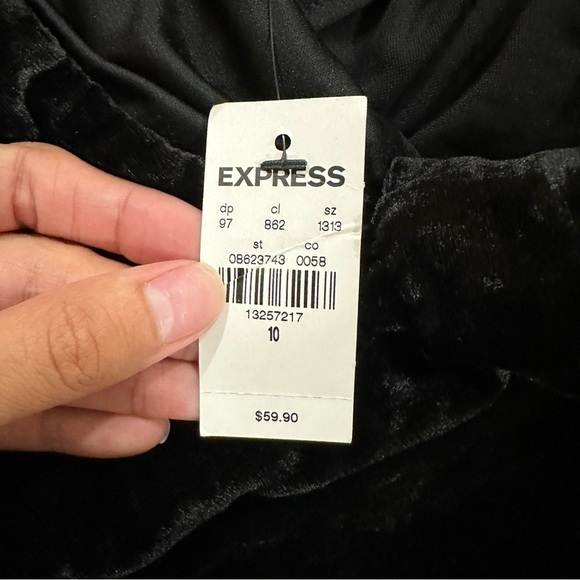 EXPRESS
dp cl sz
97 862 1313
st co
08623743 0058
13257217
10
$59.90